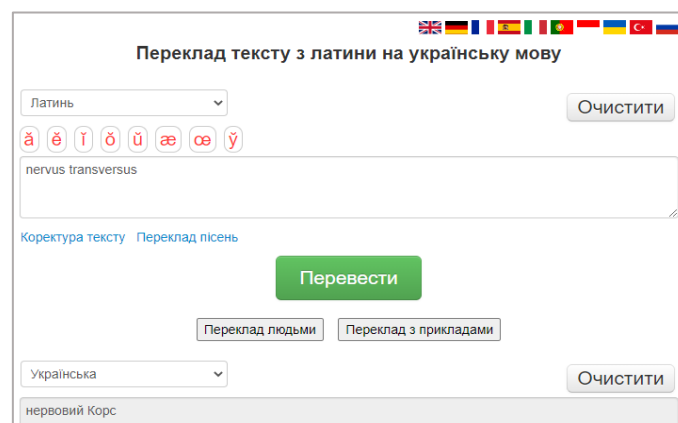 Переклад тексту з латини на українську мову
Латинь
Очистити
ă ĕ ĭ ŏ ŭ æ œ y̆
nervus transversus
Коректура тексту Переклад пісень
Перевести
Переклад людьми Переклад з прикладами
Українська
Очистити
нервовий Корс